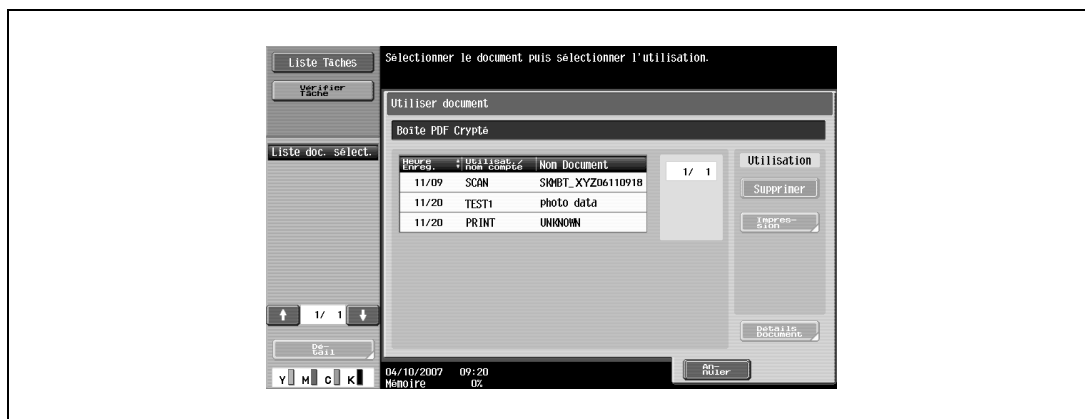 Liste Tâches
Vérifier
Tâche
Liste doc. sélect.
1/ 1
Dé-
tail
Y M C K
Sélectionner le document puis sélectionner l'utilisation.
Utiliser document
Boîte PDF Crypté
Heure Enreg. Utilisat./ nom compte Nom Document
11/09 SCAN SKMBT_XYZ06110918
11/20 TEST1 photo data
11/20 PRINT UNKNOWN
1/ 1
Utilisation
Supprimer
Impres-
sion
Détails
Document
An-
nuler
04/10/2007 09:20
Mémoire 0%